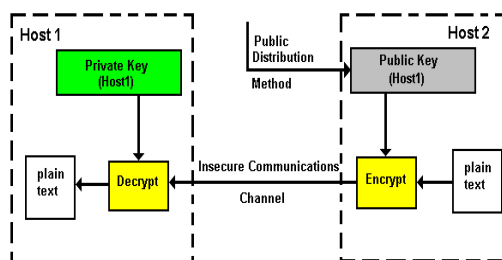 Host 1
Private Key
(Host1)
Public
Distribution
Method
Host 2
Public Key
(Host1)
plain
text
Decrypt
Insecure Communications
Channel
Encrypt
plain
text